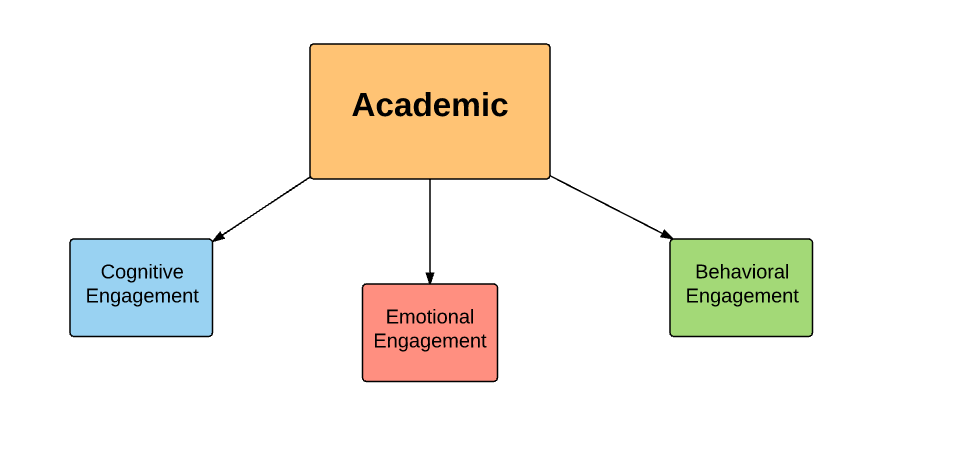 Academic
Cognitive
Engagement
Emotional
Engagement
Behavioral
Engagement